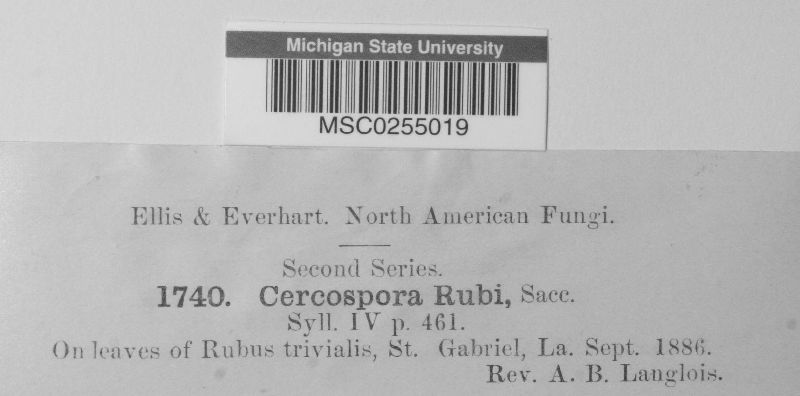 Michigan State University
MSC0255019
Ellis & Everhart. North American Fungi.
Second Series.
1740. Cercospora Rubi, Sacc.
Syll. IV p. 461.
On leaves of Rubus trivialis, St. Gabriel, La. Sept. 1886.
Rev. A. B. Langlois.